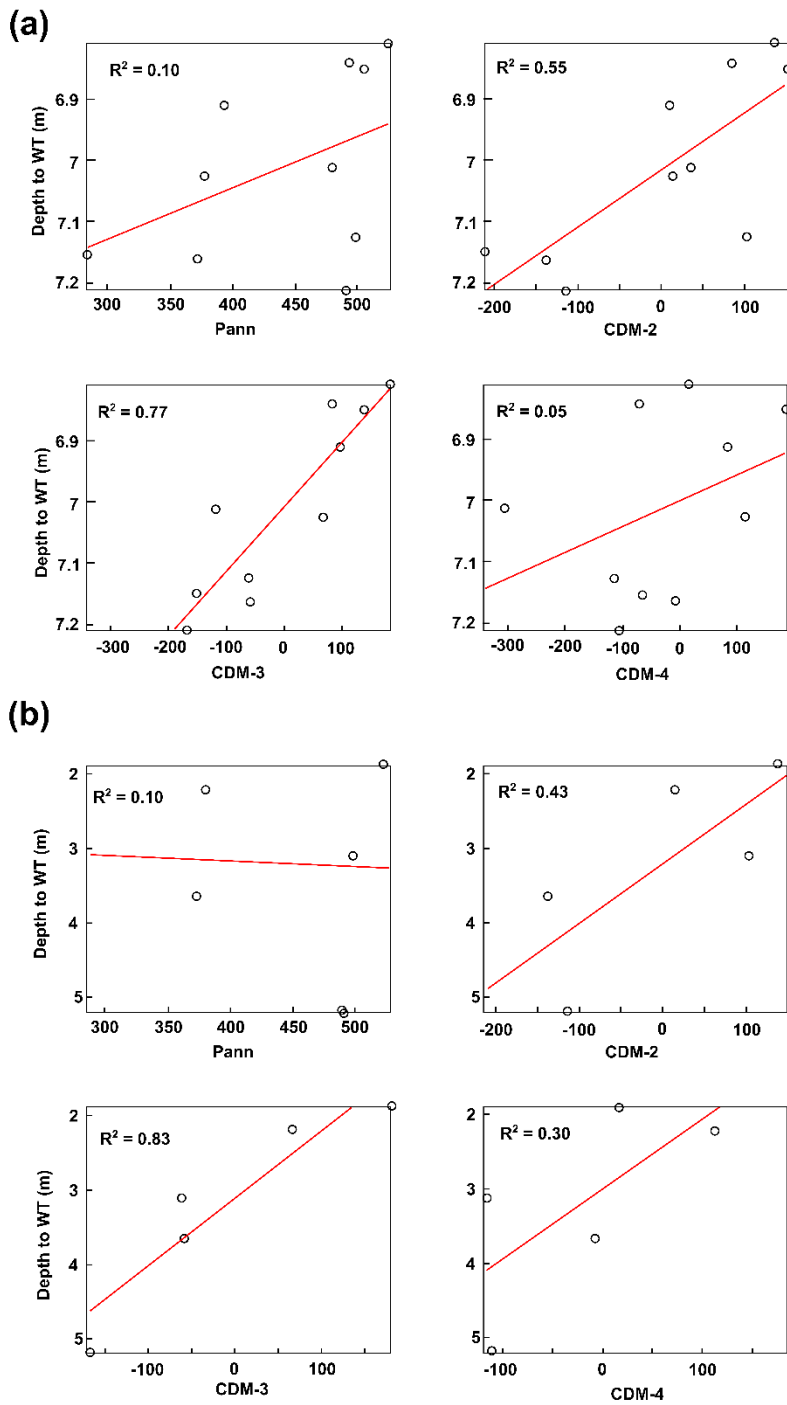 (a)
R² = 0.10
Depth to WT (m)
6.9
7
7.1
7.2
300 400 500
Pann
R² = 0.55
6.9
7
7.1
7.2
-200 -100 0 100
CDM-2
R² = 0.77
Depth to WT (m)
6.9
7
7.1
7.2
-300 -200 -100 0 100
CDM-3
R² = 0.05
6.9
7
7.1
7.2
-300 -200 -100 0 100
CDM-4
(b)
R² = 0.10
Depth to WT (m)
2
3
4
5
300 350 400 450 500
Pann
R² = 0.43
2
3
4
5
-200 -100 0 100
CDM-2
R² = 0.83
Depth to WT (m)
2
3
4
5
-100 0 100
CDM-3
R² = 0.30
2
3
4
5
-100 0 100
CDM-4